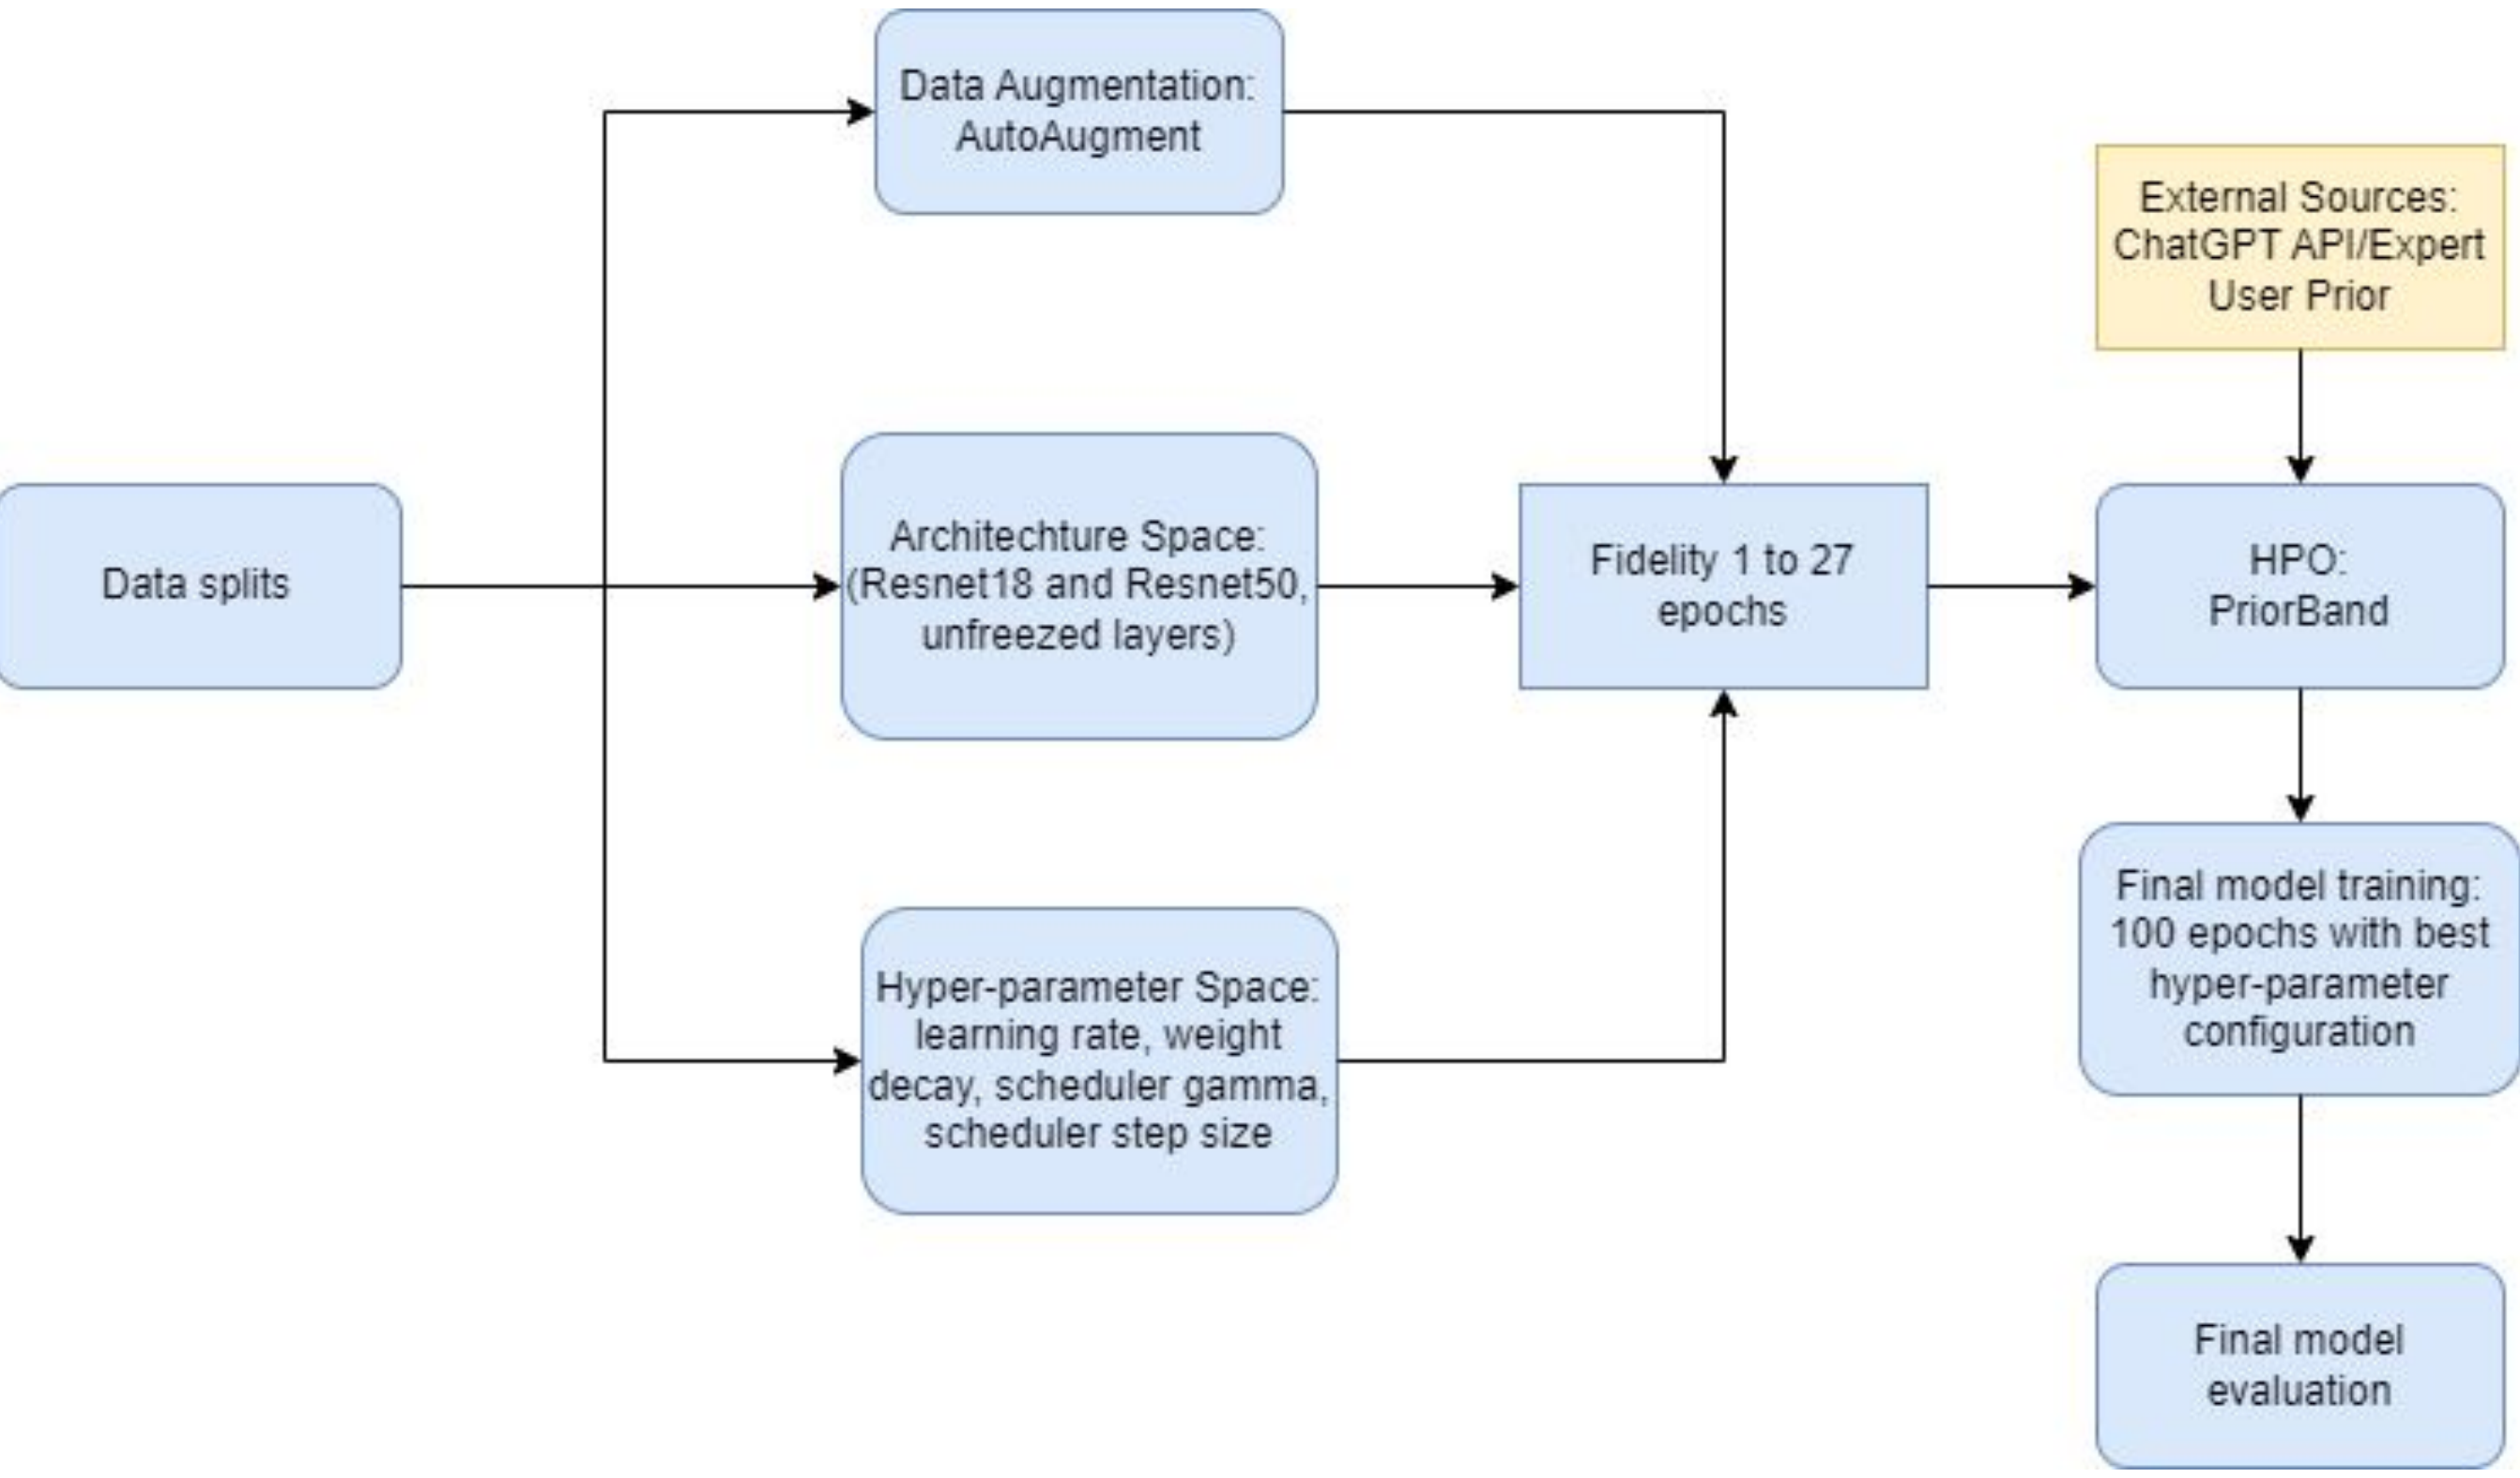 Data splits
Data Augmentation:
AutoAugment
Architechture Space:
(Resnet18 and Resnet50,
unfreezed layers)
Hyper-parameter Space:
learning rate, weight
decay, scheduler gamma,
scheduler step size
Fidelity 1 to 27
epochs
External Sources:
ChatGPT API/Expert
User Prior
HPO:
PriorBand
Final model training:
100 epochs with best
hyper-parameter
configuration
Final model
evaluation